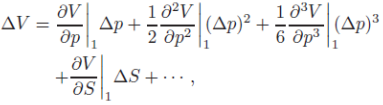 ΔV = ∂V/∂p |₁ Δp + 1/2 ∂²V/∂p² |₁ (Δp)² + 1/6 ∂³V/∂p³ |₁ (Δp)³
+ ∂V/∂S |₁ ΔS + ⋯ ,